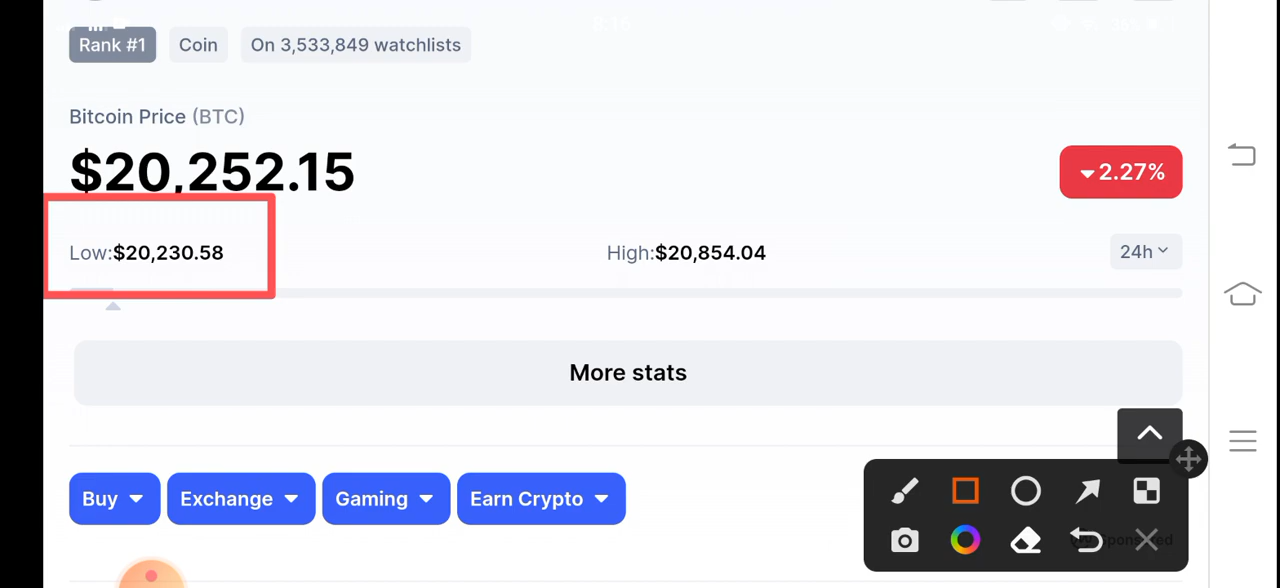 Rank #1 Coin On 3,533,849 watchlists
Bitcoin Price (BTC)
$20,252.15
2.27%
Low:$20,230.58 High:$20,854.04 24h
More stats
Buy Exchange Gaming Earn Crypto